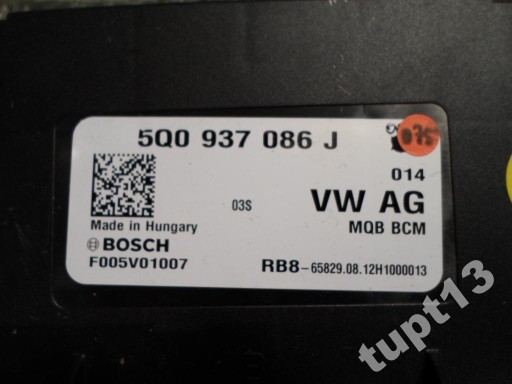 5Q0 937 086 J
075
014
03S
VW AG
Made in Hungary
MQB BCM
BOSCH
F005V01007
RB8-65829.08.12H1000013
tupt13